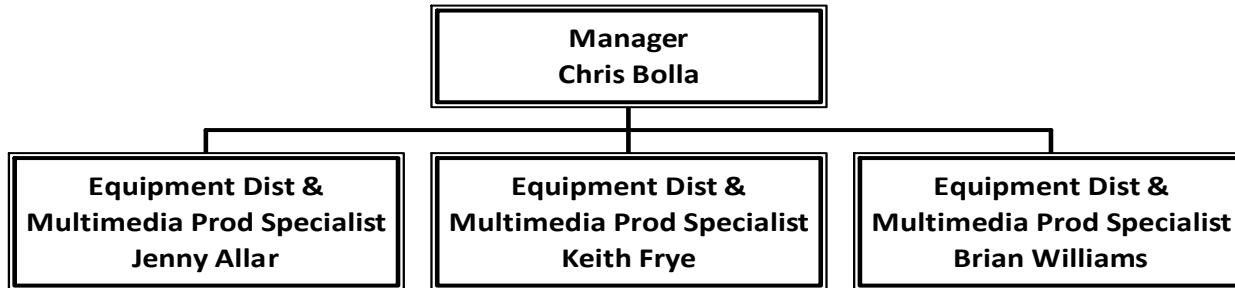 Manager
Chris Bolla
Equipment Dist &
Multimedia Prod Specialist
Jenny Allar
Equipment Dist &
Multimedia Prod Specialist
Keith Frye
Equipment Dist &
Multimedia Prod Specialist
Brian Williams